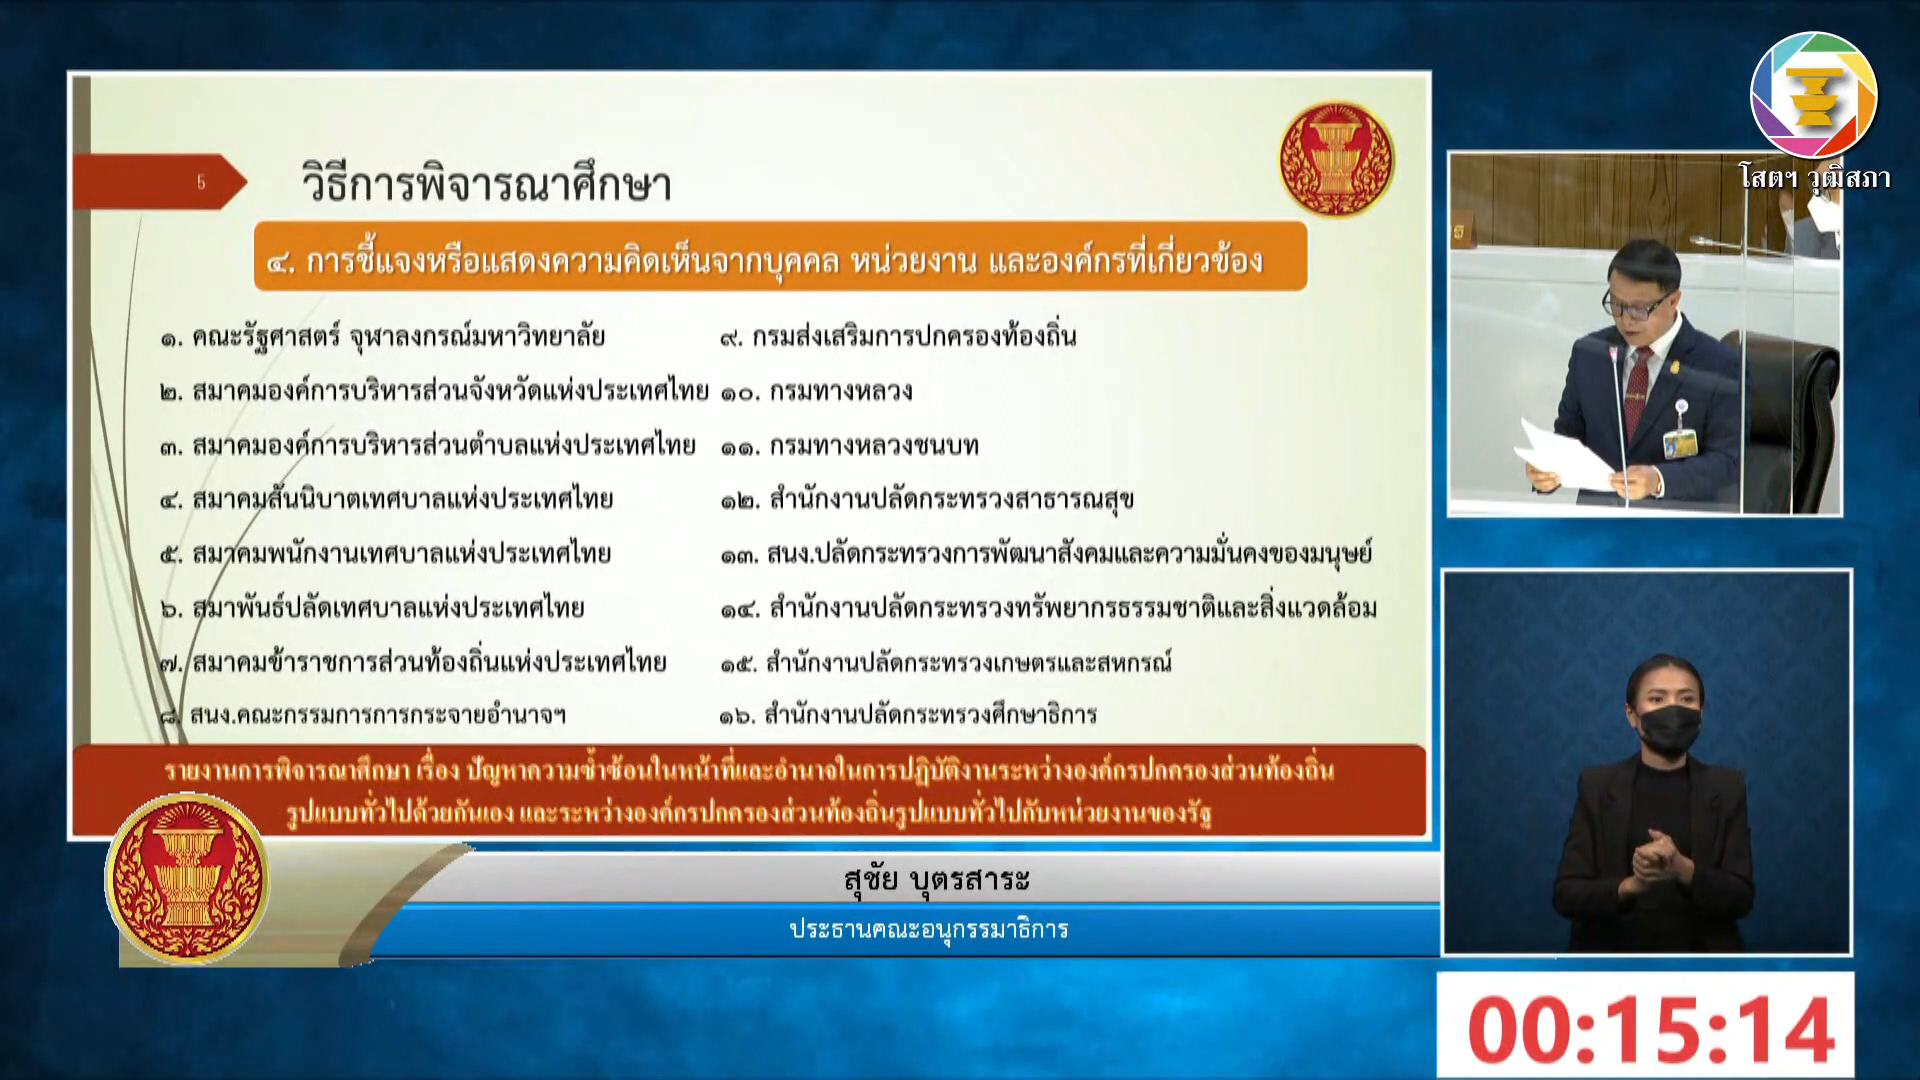 โสตฯ วุฒิสภา
5
วิธีการพิจารณาศึกษา
๔. การชี้แจงหรือแสดงความคิดเห็นจากบุคคล หน่วยงาน และองค์กรที่เกี่ยวข้อง
๑. คณะรัฐศาสตร์ จุฬาลงกรณ์มหาวิทยาลัย
๒. สมาคมองค์การบริหารส่วนจังหวัดแห่งประเทศไทย
๓. สมาคมองค์การบริหารส่วนตำบลแห่งประเทศไทย
๔. สมาคมสันนิบาตเทศบาลแห่งประเทศไทย
๕. สมาคมพนักงานเทศบาลแห่งประเทศไทย
๖. สมาพันธ์ปลัดเทศบาลแห่งประเทศไทย
๗. สมาคมข้าราชการส่วนท้องถิ่นแห่งประเทศไทย
๘. สนง.คณะกรรมการการกระจายอำนาจฯ
๙. กรมส่งเสริมการปกครองท้องถิ่น
๑๐. กรมทางหลวง
๑๑. กรมทางหลวงชนบท
๑๒. สำนักงานปลัดกระทรวงสาธารณสุข
๑๓. สนง.ปลัดกระทรวงการพัฒนาสังคมและความมั่นคงของมนุษย์
๑๔. สำนักงานปลัดกระทรวงทรัพยากรธรรมชาติและสิ่งแวดล้อม
๑๕. สำนักงานปลัดกระทรวงเกษตรและสหกรณ์
๑๖. สำนักงานปลัดกระทรวงศึกษาธิการ
รายงานการพิจารณาศึกษา เรื่อง ปัญหาความซ้ำซ้อนในหน้าที่และอำนาจในการปฏิบัติงานระหว่างองค์กรปกครองส่วนท้องถิ่น
รูปแบบทั่วไปด้วยกันเอง และระหว่างองค์กรปกครองส่วนท้องถิ่นรูปแบบทั่วไปกับหน่วยงานของรัฐ
สุชัย บุตรสาระ
ประธานคณะอนุกรรมาธิการ
00:15:14